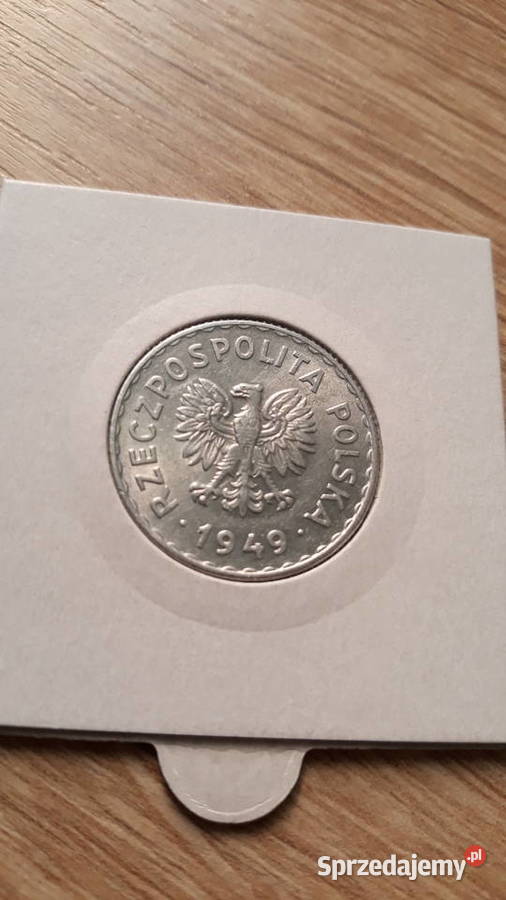 RZECZPOSPOLITA POLSKA
· 1949 ·
Sprzedajemy.pl